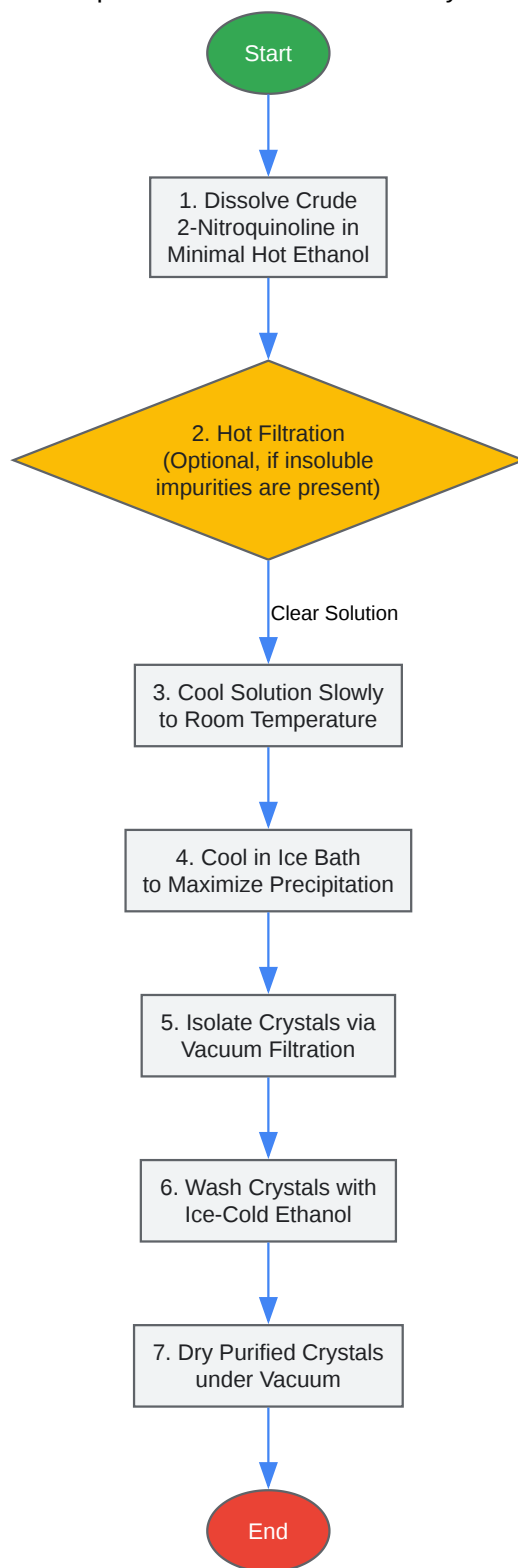 Start
1. Dissolve Crude
2-Nitroquinoline in
Minimal Hot Ethanol
2. Hot Filtration
(Optional, if insoluble
impurities are present)
Clear Solution
3. Cool Solution Slowly
to Room Temperature
4. Cool in Ice Bath
to Maximize Precipitation
5. Isolate Crystals via
Vacuum Filtration
6. Wash Crystals with
Ice-Cold Ethanol
7. Dry Purified Crystals
under Vacuum
End